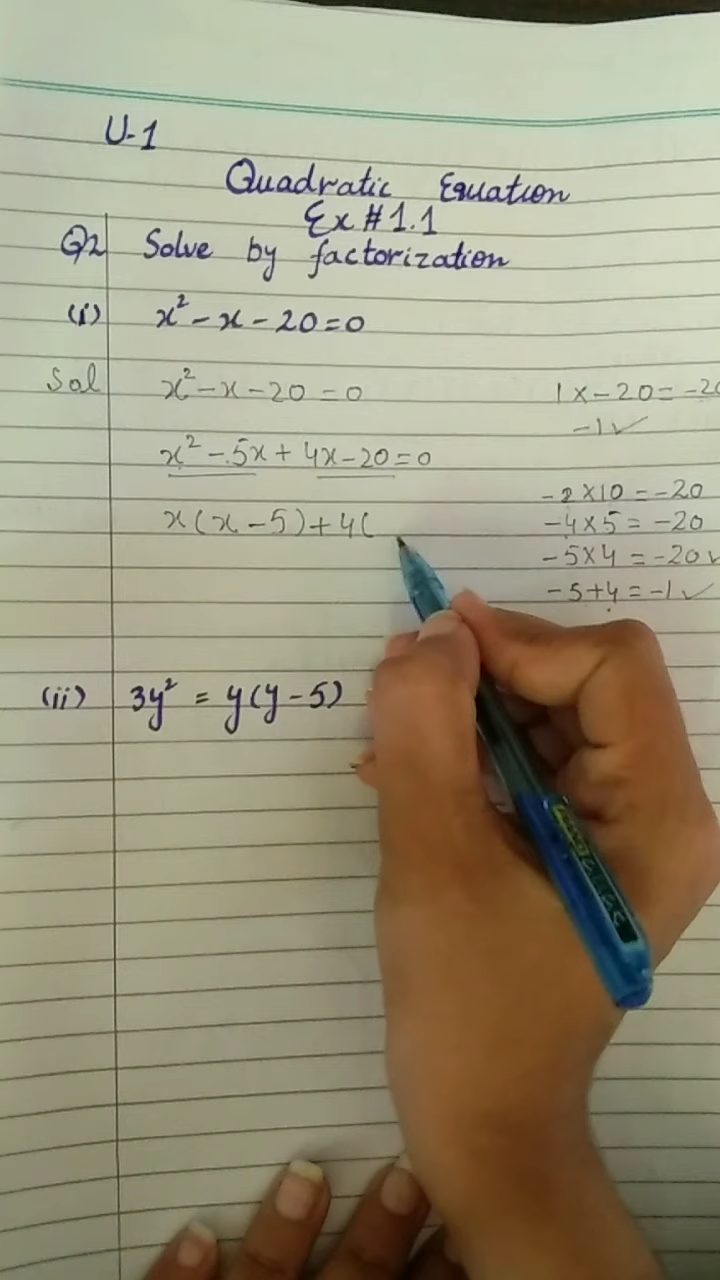 U-1
Quadratic Equation
Ex # 1.1
Q2 Solve by factorization
(i) x² - x - 20 = 0
Sol x² - x - 20 = 0
1 x - 20 = -20
-1 ✓
x² - 5x + 4x - 20 = 0
-2 x 10 = -20
x(x - 5) + 4(
-4 x 5 = -20
-5 x 4 = -20 ✓
-5 + 4 = -1 ✓
(ii) 3y² = y(y - 5)